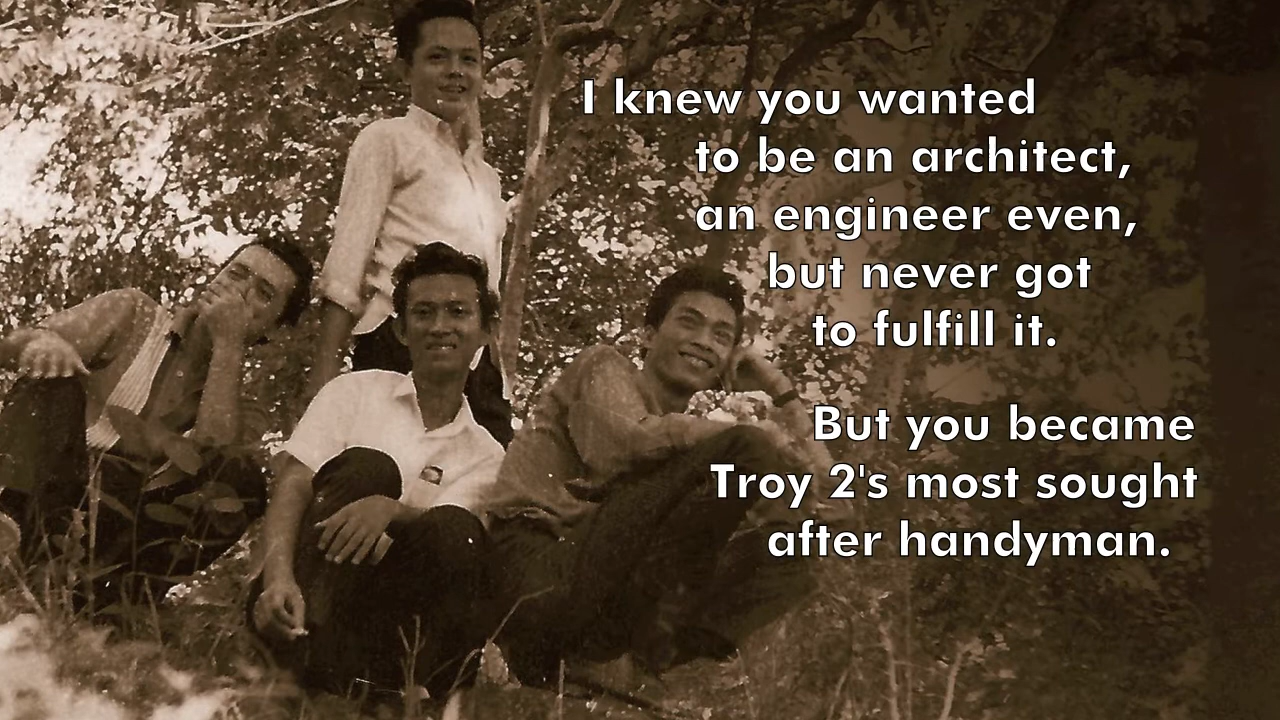 I knew you wanted
to be an architect,
an engineer even,
but never got
to fulfill it.
But you became
Troy 2's most sought
after handyman.